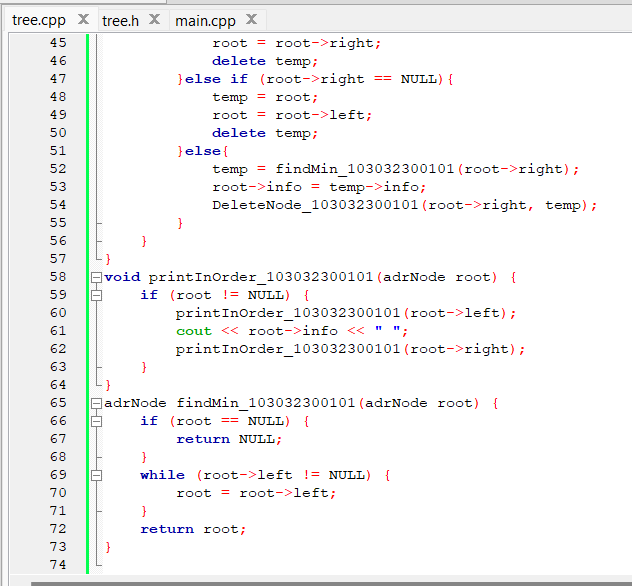 tree.cpp X tree.h X main.cpp X
45 root = root->right;
46 delete temp;
47 }else if (root->right == NULL){
48 temp = root;
49 root = root->left;
50 delete temp;
51 }else{
52 temp = findMin_103032300101(root->right);
53 root->info = temp->info;
54 DeleteNode_103032300101(root->right, temp);
55 }
56 }
57 }
58 void printInOrder_103032300101(adrNode root) {
59 if (root != NULL) {
60 printInOrder_103032300101(root->left);
61 cout << root->info << " ";
62 printInOrder_103032300101(root->right);
63 }
64 }
65 adrNode findMin_103032300101(adrNode root) {
66 if (root == NULL) {
67 return NULL;
68 }
69 while (root->left != NULL) {
70 root = root->left;
71 }
72 return root;
73 }
74